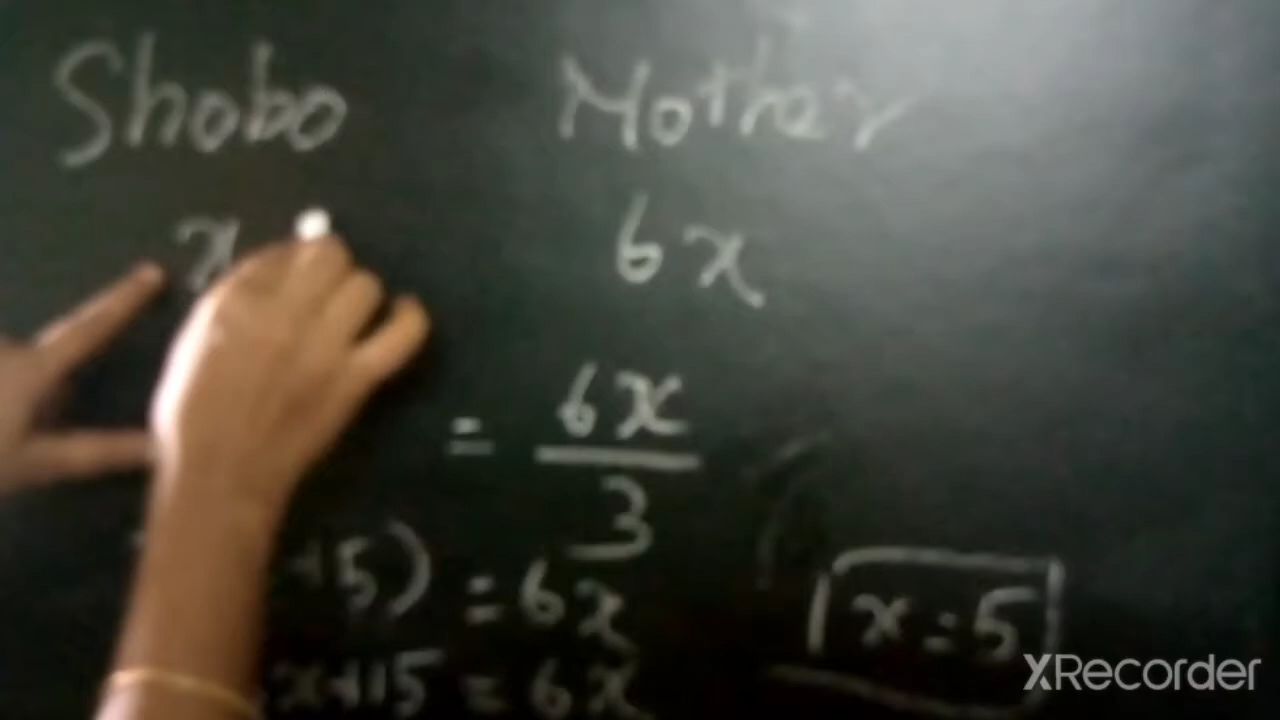 Shobo Mother
x 6x
= 6x
3
+5) = 6x
x+15 = 6x
x=5
XRecorder